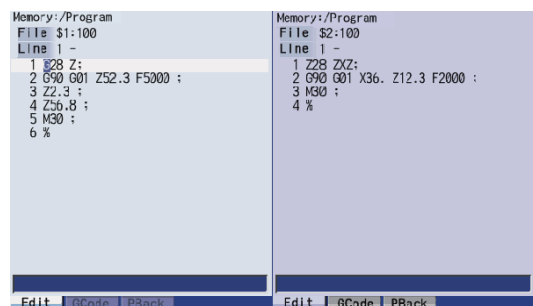 Memory:/Program
File $1:100
Line 1 -
1 G28 Z;
2 G90 G01 Z52.3 F5000 ;
3 Z2.3 ;
4 Z56.8 ;
5 M30 ;
6 %
Edit GCode PBack
Memory:/Program
File $2:100
Line 1 -
1 Z28 ZXZ;
2 G90 G01 X36. Z12.3 F2000 ;
3 M30 ;
4 %
Edit GCode PBack